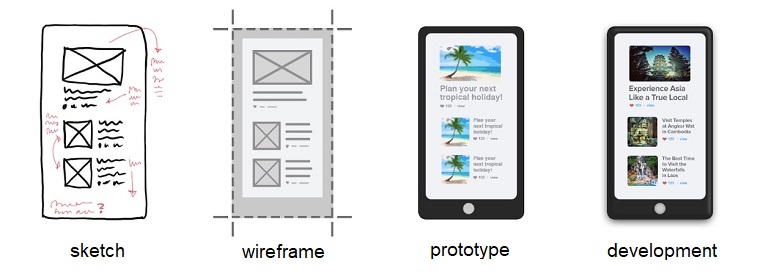 Plan your next
tropical holiday!
Plan your
next tropical
holiday!
Plan your
next tropical
holiday!
Experience Asia
Like a True Local
Visit Temples
at Angkor Wat
in Cambodia
The Best Time
to Visit the
Waterfalls
in Laos
sketch
wireframe
prototype
development